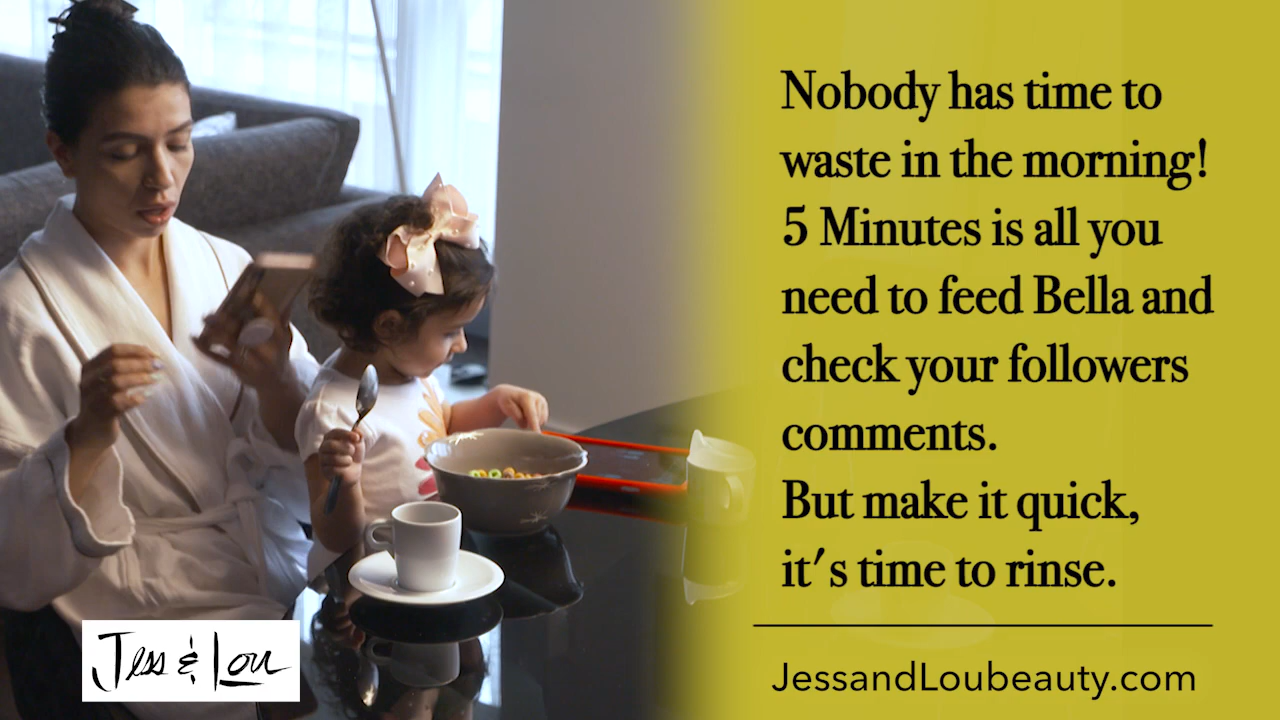 Nobody has time to
waste in the morning!
5 Minutes is all you
need to feed Bella and
check your followers
comments.
But make it quick,
it's time to rinse.
JessandLoubeauty.com
Jess & Lou